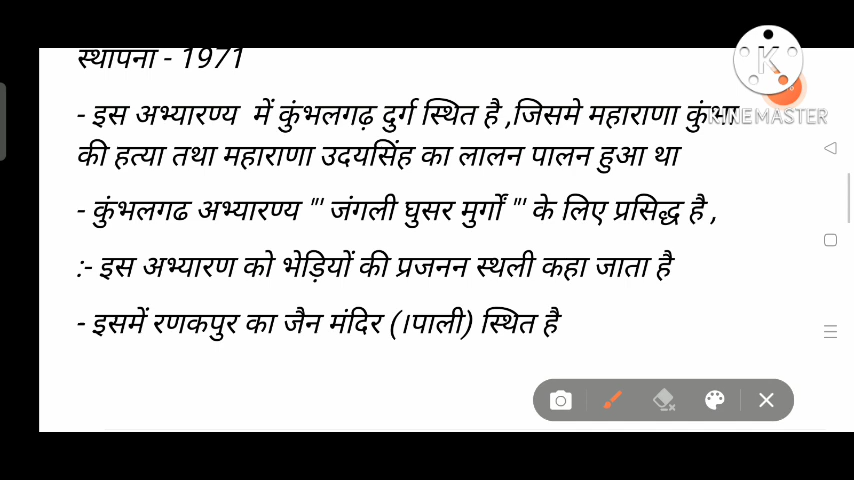 स्थापना - 1971
- इस अभ्यारण्य में कुंभलगढ़ दुर्ग स्थित है ,जिसमे महाराणा कुंभा
KINEMASTER
की हत्या तथा महाराणा उदयसिंह का लालन पालन हुआ था
- कुंभलगढ अभ्यारण्य "' जंगली घुसर मुर्गों "' के लिए प्रसिद्ध है ,
:- इस अभ्यारण को भेड़ियों की प्रजनन स्थली कहा जाता है
- इसमें रणकपुर का जैन मंदिर (।पाली) स्थित है